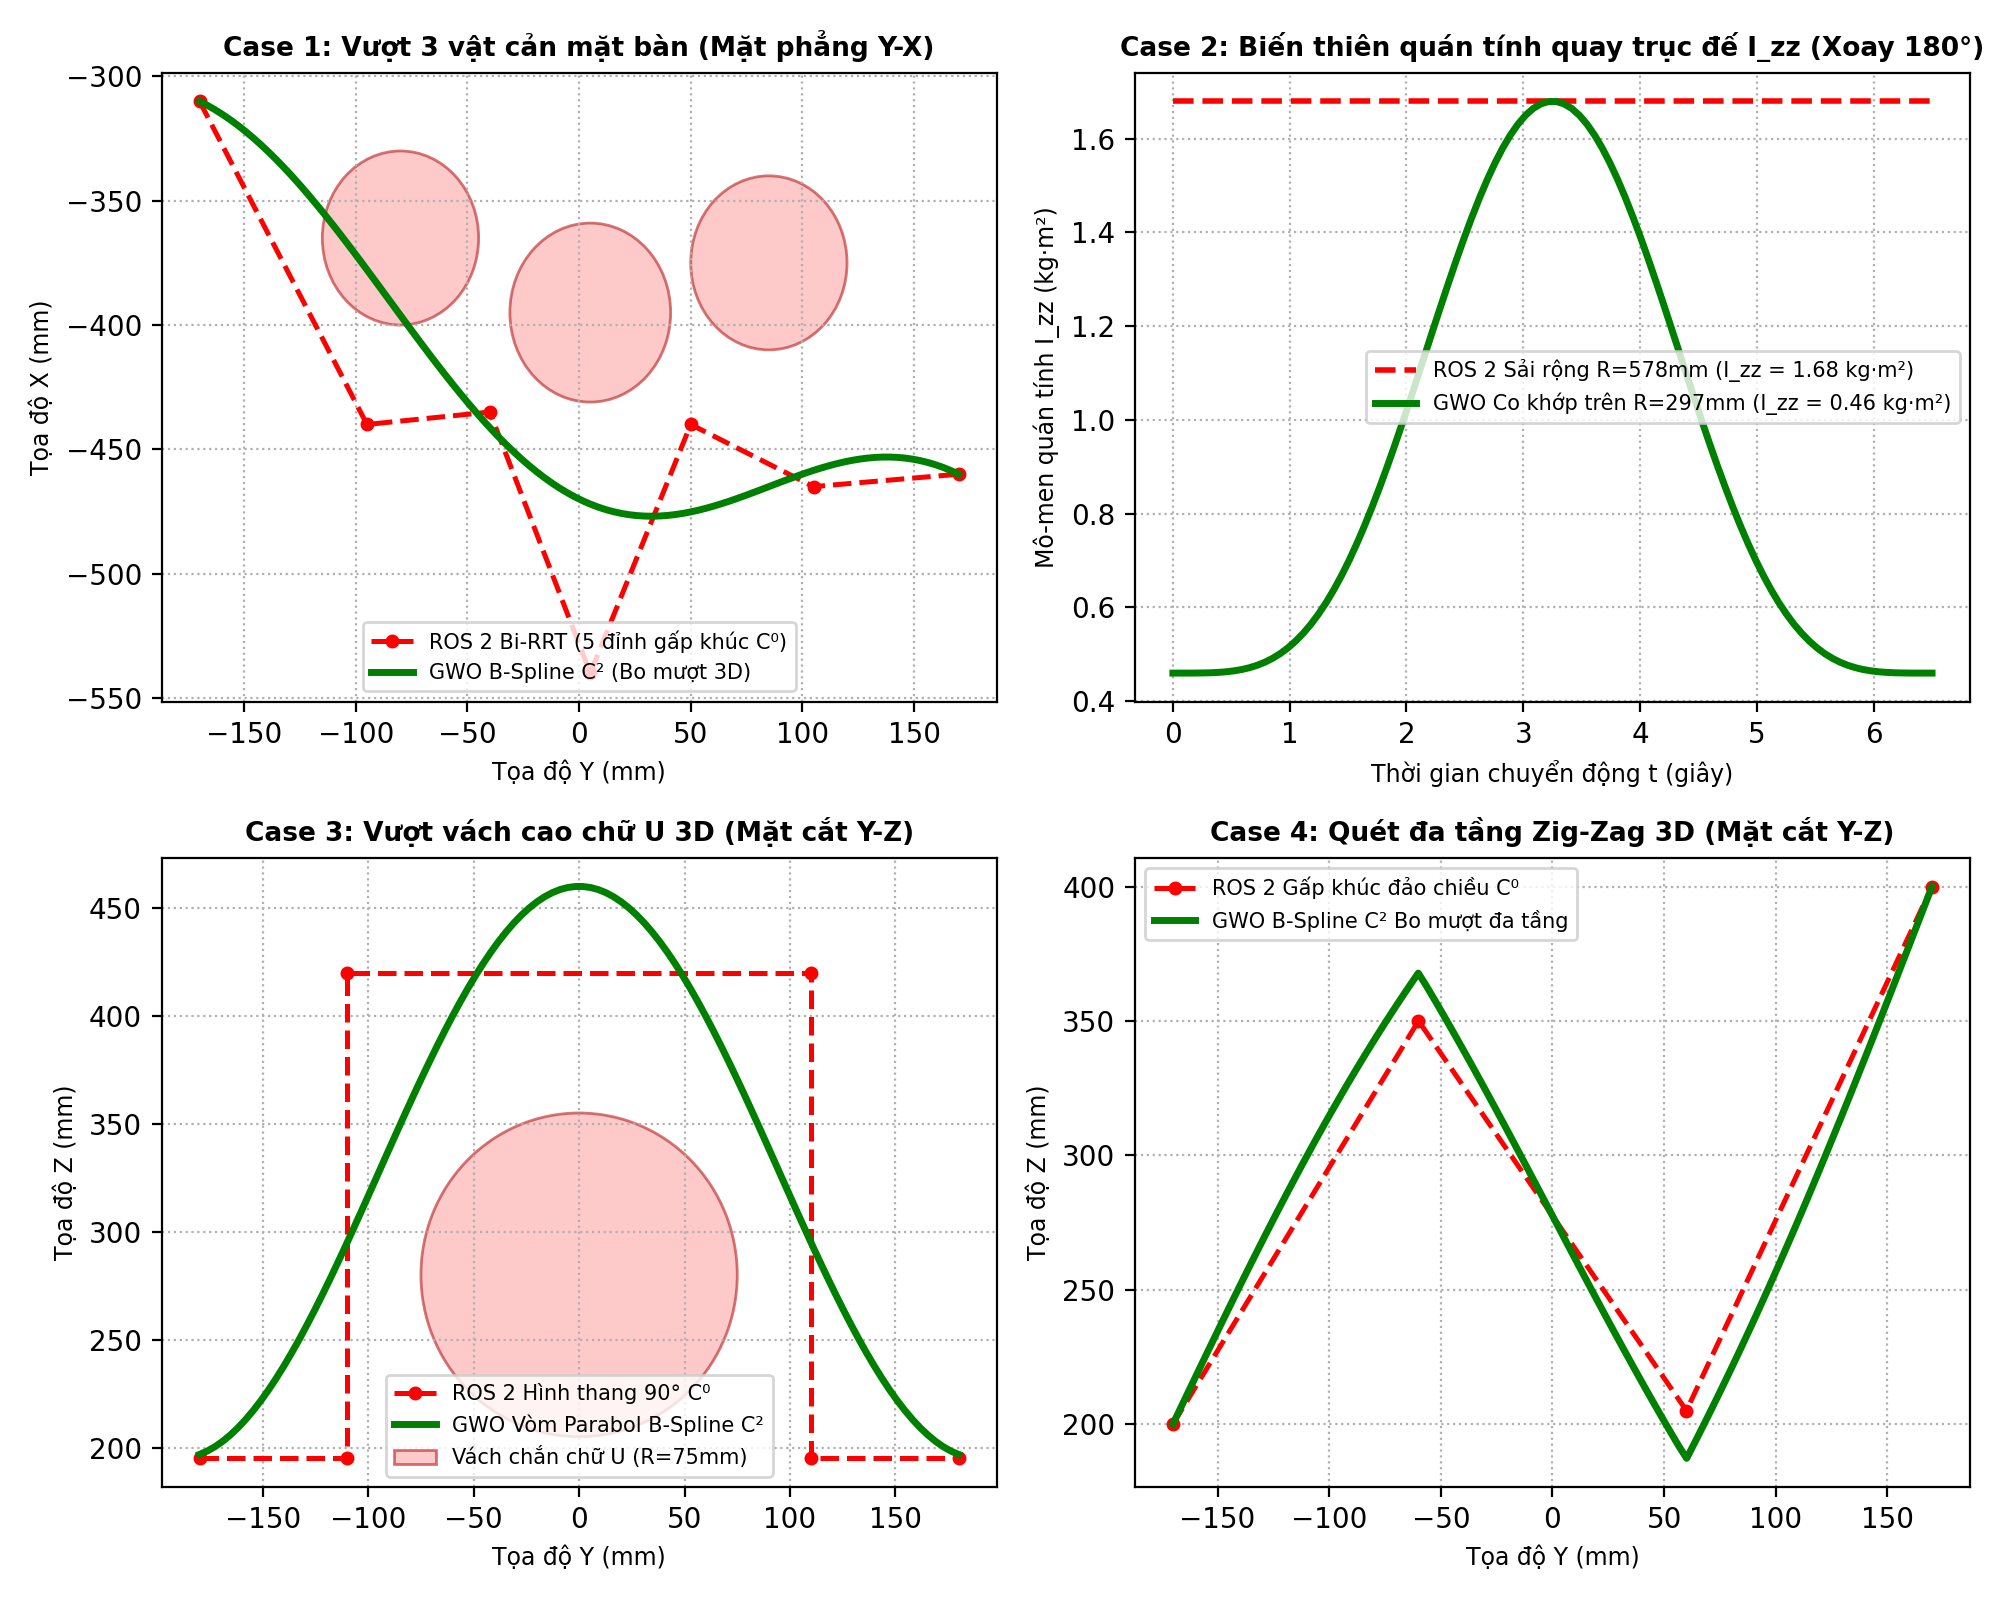 Case 1: Vượt 3 vật cản mặt bàn (Mặt phẳng Y-X)
−300
−350
−400
−450
−500
−550
Tọa độ X (mm)
ROS 2 Bi-RRT (5 đỉnh gấp khúc C⁰)
GWO B-Spline C² (Bo mượt 3D)
−150
−100
−50
0
50
100
150
Tọa độ Y (mm)
Case 2: Biến thiên quán tính quay trục đế I_zz (Xoay 180°)
1.6
1.4
1.2
1.0
0.8
0.6
0.4
Mô-men quán tính I_zz (kg·m²)
ROS 2 Sải rộng R=578mm (I_zz = 1.68 kg·m²)
GWO Co khớp trên R=297mm (I_zz = 0.46 kg·m²)
0
1
2
3
4
5
6
Thời gian chuyển động t (giây)
Case 3: Vượt vách cao chữ U 3D (Mặt cắt Y-Z)
450
400
350
300
250
200
Tọa độ Z (mm)
ROS 2 Hình thang 90° C⁰
GWO Vòm Parabol B-Spline C²
Vách chắn chữ U (R=75mm)
−150
−100
−50
0
50
100
150
Tọa độ Y (mm)
Case 4: Quét đa tầng Zig-Zag 3D (Mặt cắt Y-Z)
ROS 2 Gấp khúc đảo chiều C⁰
GWO B-Spline C² Bo mượt đa tầng
400
350
300
250
200
Tọa độ Z (mm)
−150
−100
−50
0
50
100
150
Tọa độ Y (mm)